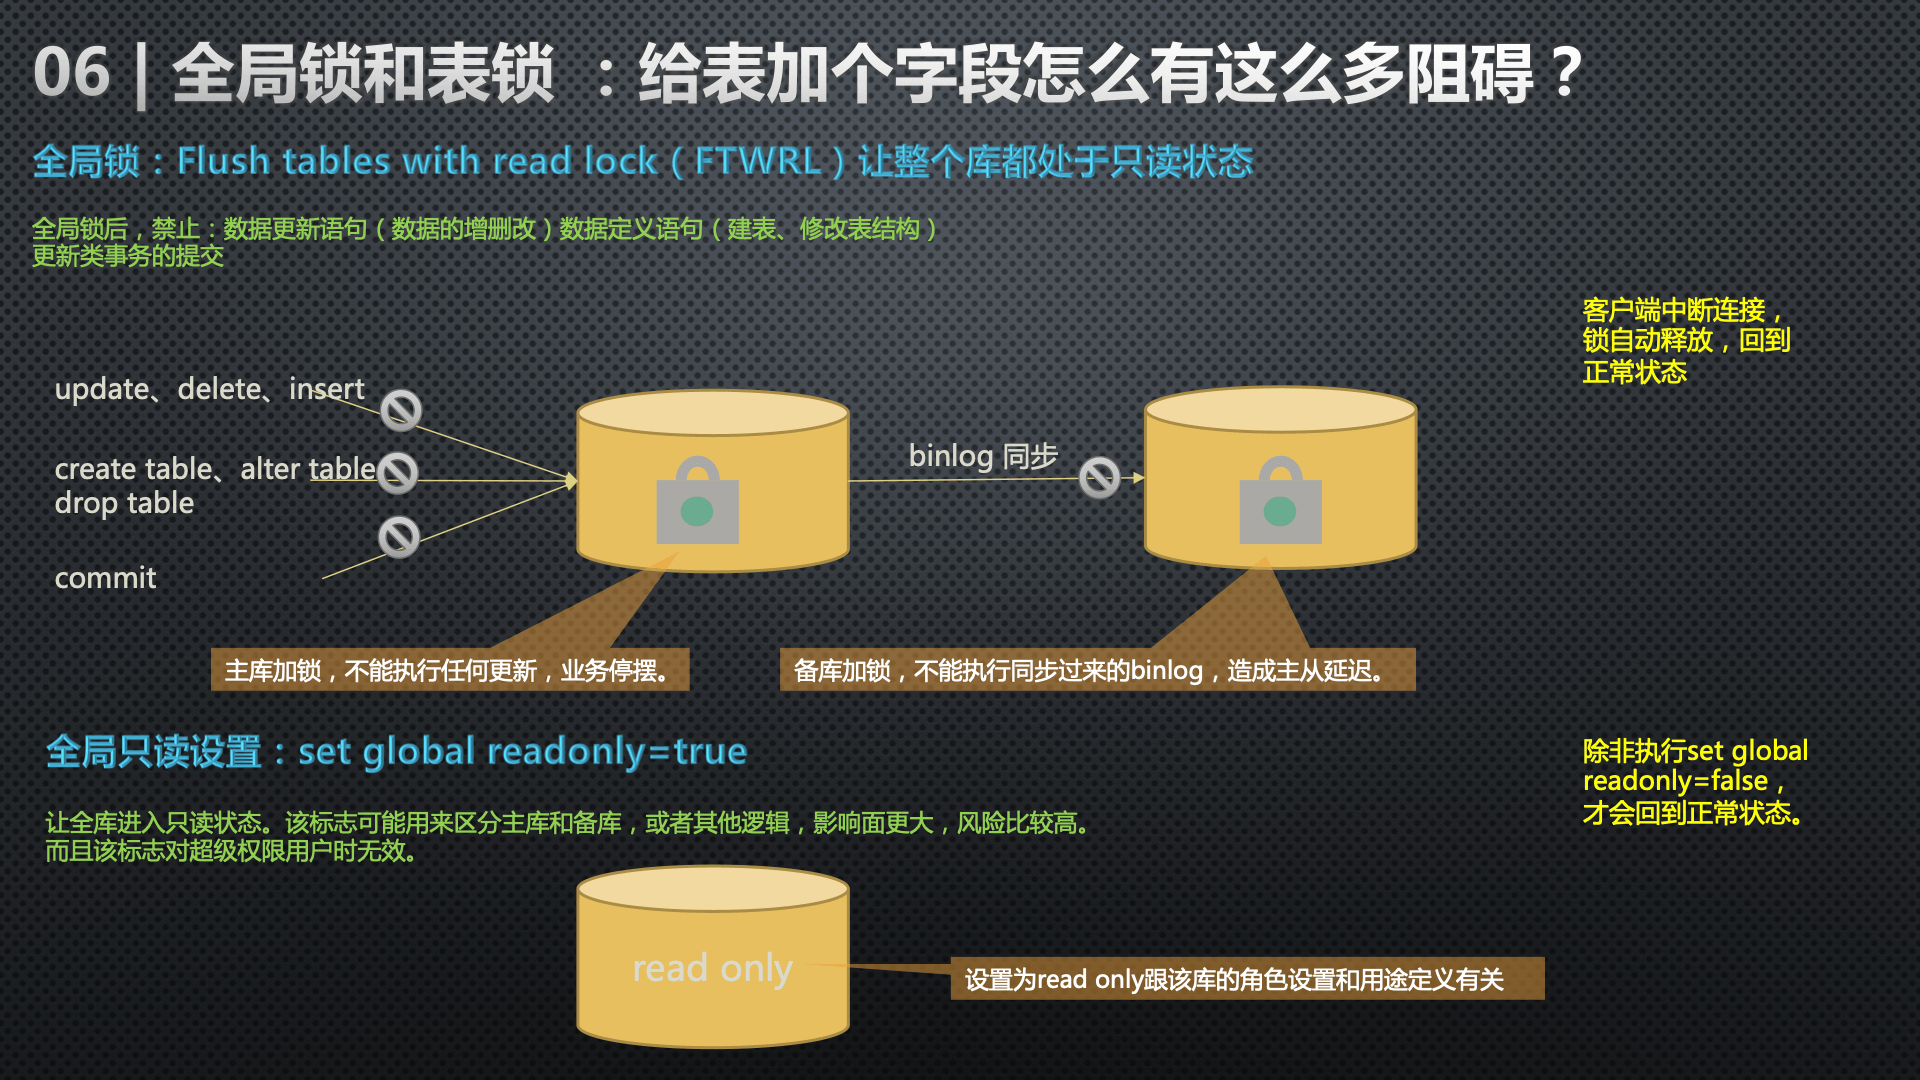 06 | 全局锁和表锁 ：给表加个字段怎么有这么多阻碍？
全局锁：Flush tables with read lock（FTWRL）让整个库都处于只读状态
全局锁后，禁止：数据更新语句（数据的增删改）数据定义语句（建表、修改表结构）
更新类事务的提交
客户端中断连接，
锁自动释放，回到
正常状态
update、delete、insert
create table、alter table
drop table
commit
binlog 同步
主库加锁，不能执行任何更新，业务停摆。
备库加锁，不能执行同步过来的binlog，造成主从延迟。
全局只读设置：set global readonly=true
除非执行set global
readonly=false，
才会回到正常状态。
让全库进入只读状态。该标志可能用来区分主库和备库，或者其他逻辑，影响面更大，风险比较高。
而且该标志对超级权限用户时无效。
read only
设置为read only跟该库的角色设置和用途定义有关